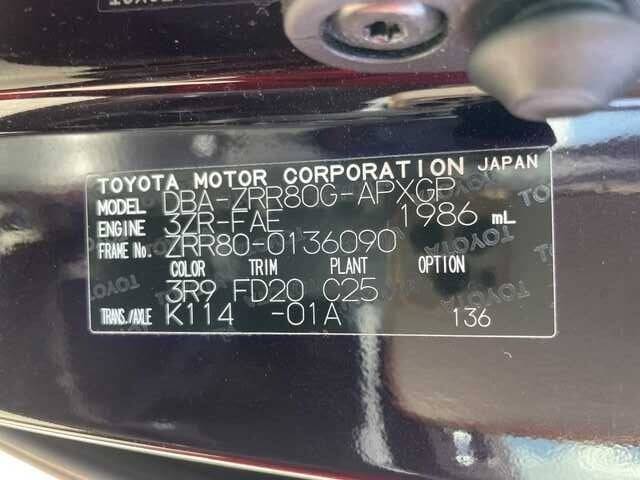 TOYOTA MOTOR CORPORATION JAPAN
MODEL DBA-ZRR80G-APXGP
ENGINE 3ZR-FAE 1986 mL
FRAME No. ZRR80-0136090
COLOR TRIM PLANT OPTION
3R9 FD20 C25
TRANS./AXLE K114 -01A 136